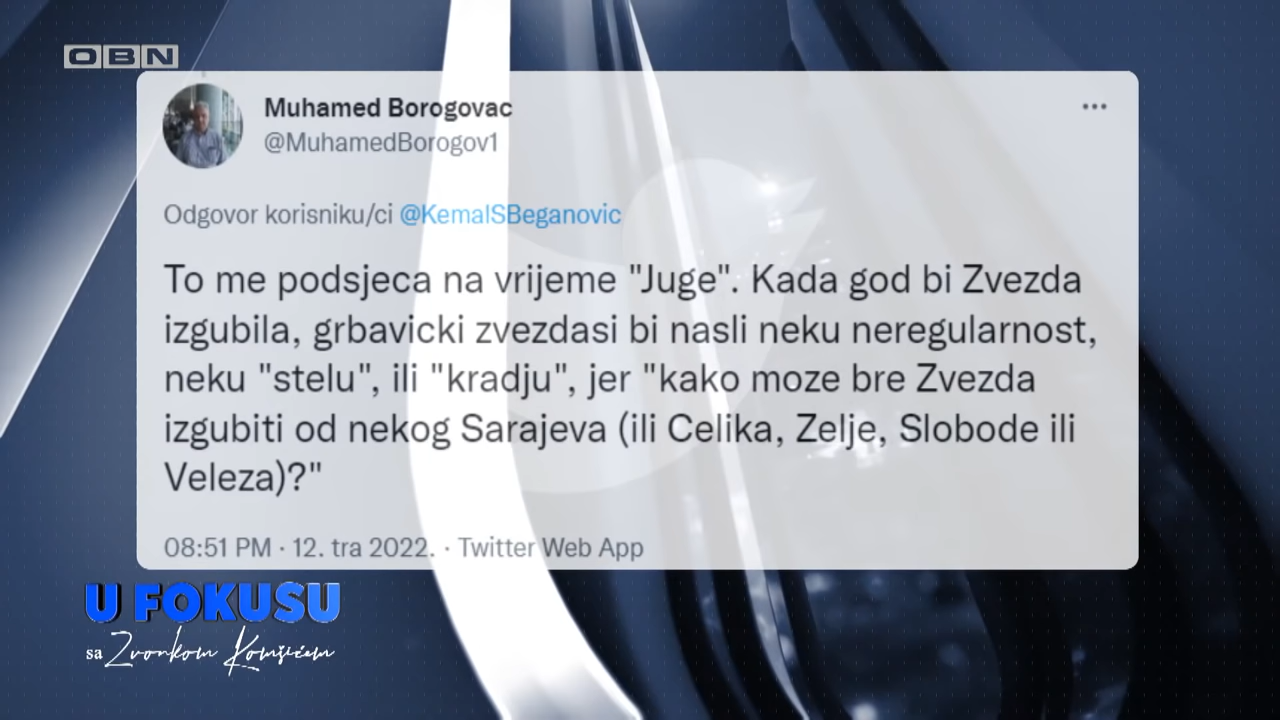 OBN
Muhamed Borogovac
@MuhamedBorogov1
Odgovor korisniku/ci @KemalSBeganovic
To me podsjeca na vrijeme "Juge". Kada god bi Zvezda
izgubila, grbavicki zvezdasi bi nasli neku neregularnost,
neku "stelu", ili "kradju", jer "kako moze bre Zvezda
izgubiti od nekog Sarajeva (ili Celika, Zelje, Slobode ili
Veleza)?"
08:51 PM · 12. tra 2022. · Twitter Web App
U FOKUSU
sa Zvonkom Komšićem